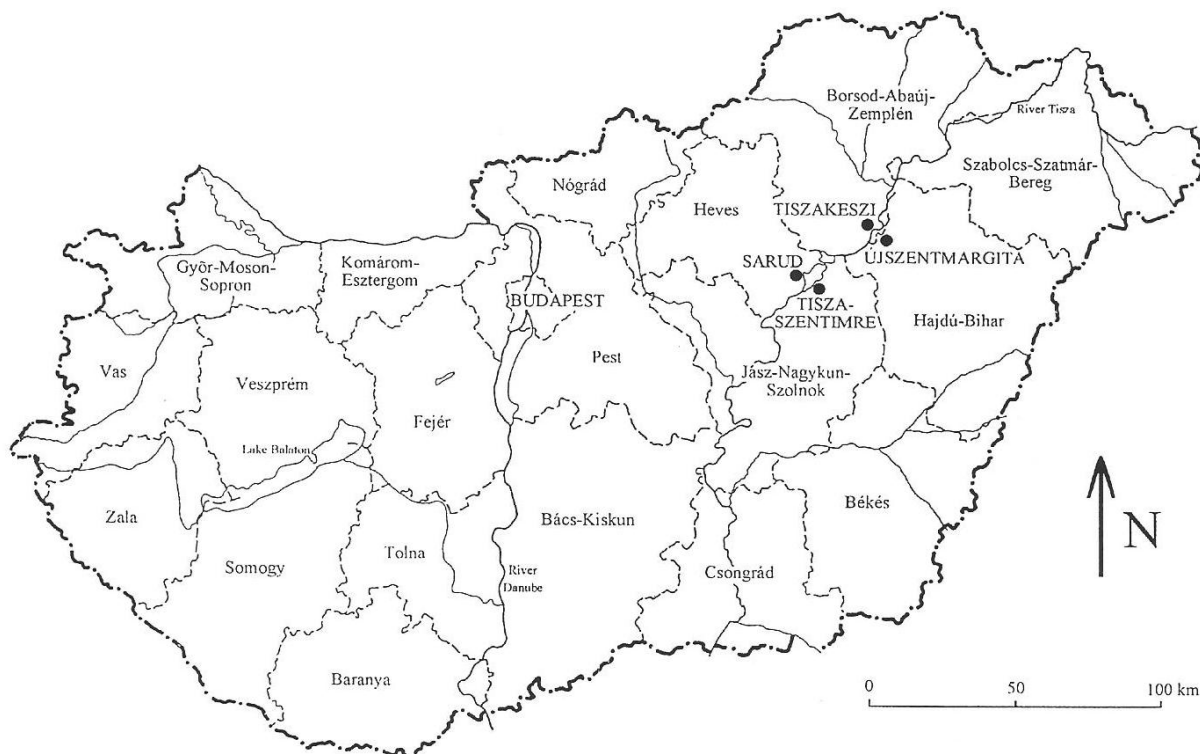 Borsod-Abaúj-
Zemplén
River Tisza
Nógrád
Szabolcs-Szatmár-
Bereg
Heves
TISZAKESZI
ÚJSZENTMARGITA
SARUD
TISZA-
SZENTIMRE
Györ-Moson-
Sopron
Komárom-
Esztergom
BUDAPEST
Hajdú-Bihar
Vas
Veszprém
Pest
Jász-Nagykun-
Szolnok
Fejér
Lake Balaton
Zala
Bács-Kiskun
Békés
N
Somogy
Tolna
River
Danube
Csongrád
Baranya
0 50 100 km